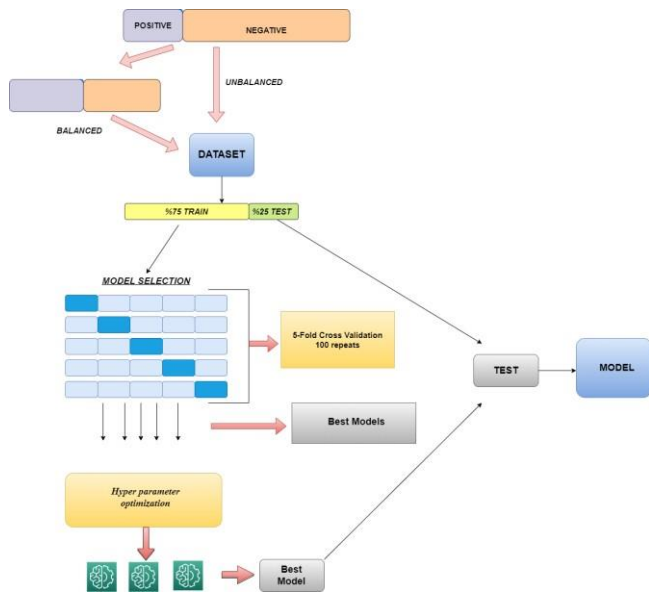 POSITIVE
NEGATIVE
UNBALANCED
BALANCED
DATASET
%75 TRAIN
%25 TEST
MODEL SELECTION
5-Fold Cross Validation
100 repeats
TEST
MODEL
Best Models
Hyper parameter
optimization
Best
Model